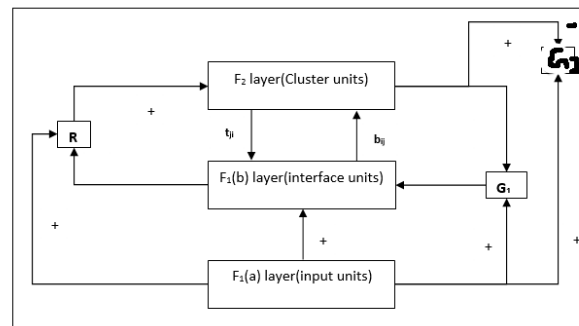 F₂ layer(Cluster units)
+
+
R
tⱼᵢ
bᵢⱼ
F₁(b) layer(interface units)
G₁
+
+
+
+
F₁(a) layer(input units)